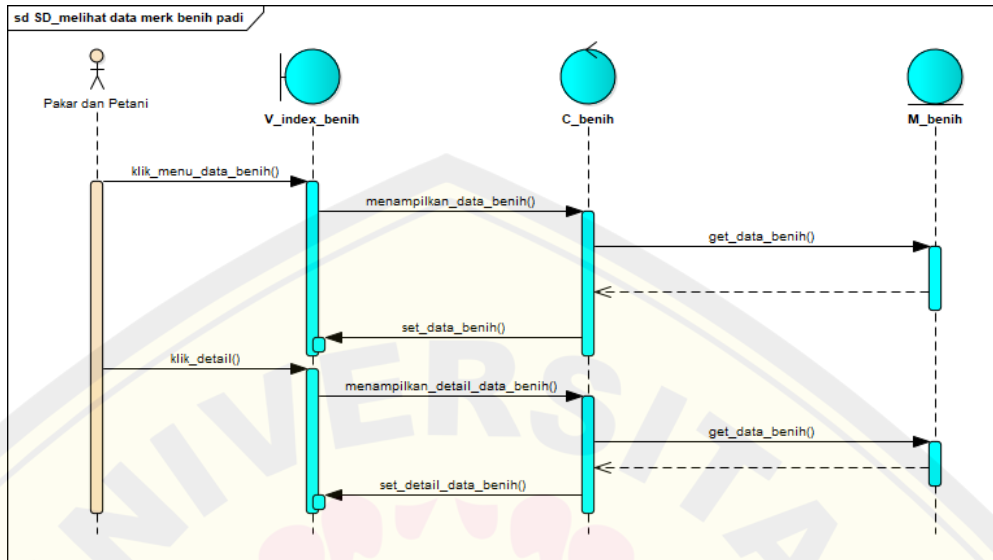 sd SD_melihat data merk benih padi
Pakar dan Petani
V_index_benih
C_benih
M_benih
klik_menu_data_benih()
menampilkan_data_benih()
get_data_benih()
set_data_benih()
klik_detail()
menampilkan_detail_data_benih()
get_data_benih()
set_detail_data_benih()
NIVERSITA